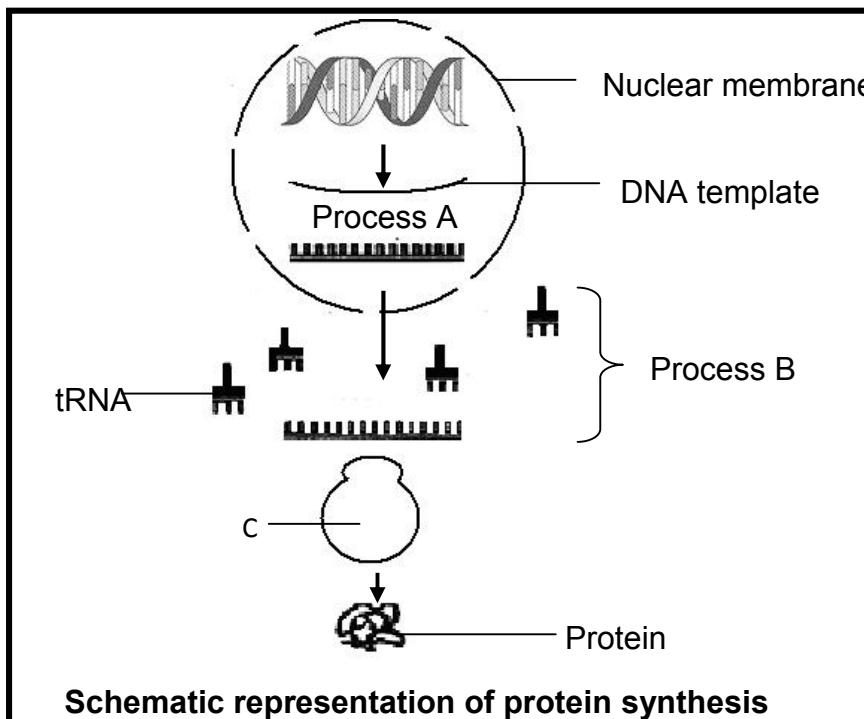 Nuclear membrane
DNA template
Process A
Process B
tRNA
C
Protein
Schematic representation of protein synthesis